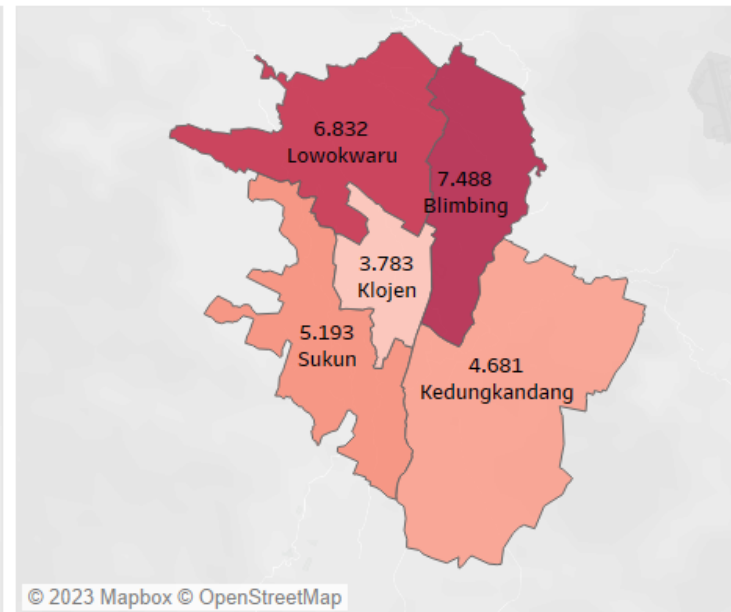 6.832
Lowokwaru
7.488
Blimbing
3.783
Klojen
5.193
Sukun
4.681
Kedungkandang
© 2023 Mapbox © OpenStreetMap